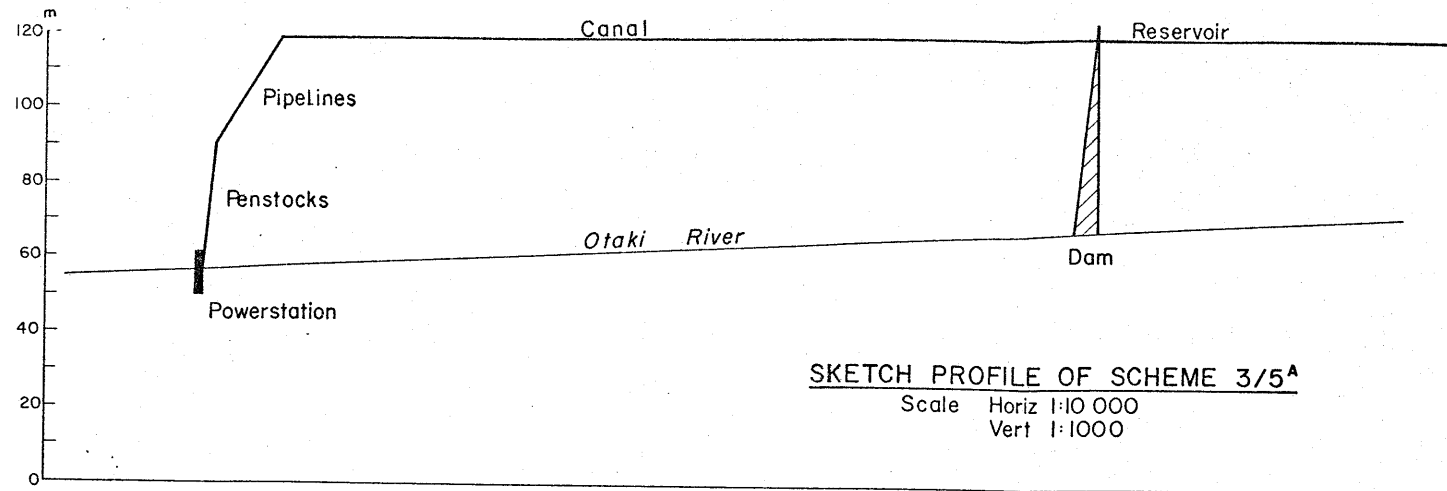 m
120
Canal
Reservoir
100
Pipelines
80
Penstocks
60
Otaki River
Dam
Powerstation
40
SKETCH PROFILE OF SCHEME 3/5ᴬ
Scale Horiz 1:10 000
Vert 1:1000
20
0